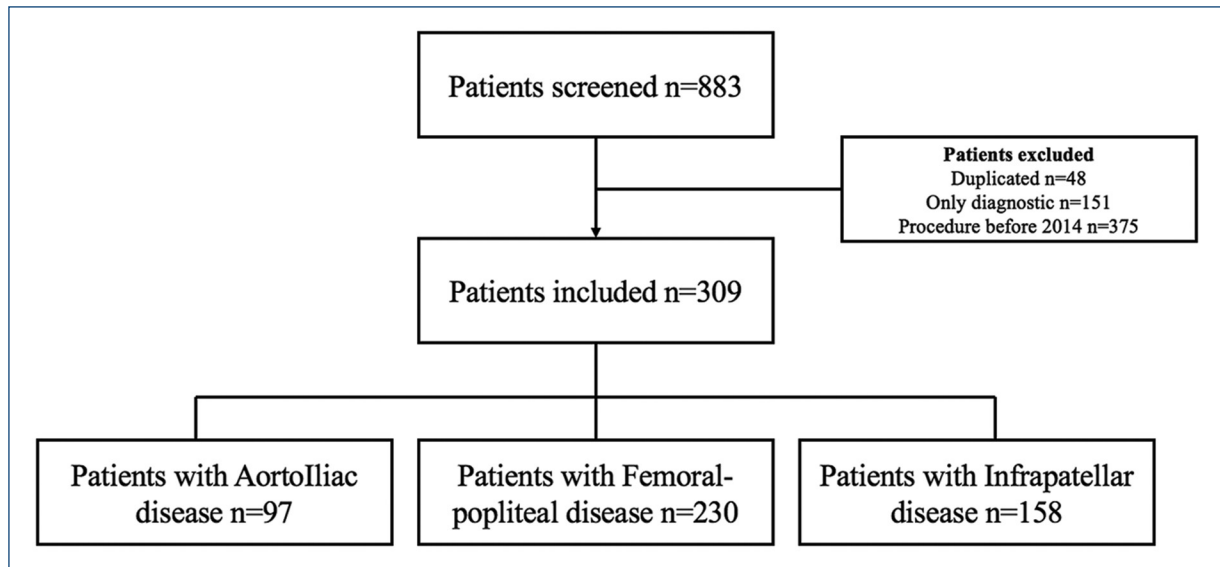 Patients screened n=883
Patients excluded
Duplicated n=48
Only diagnostic n=151
Procedure before 2014 n=375
Patients included n=309
Patients with AortoIliac
disease n=97
Patients with Femoral-
popliteal disease n=230
Patients with Infrapatellar
disease n=158